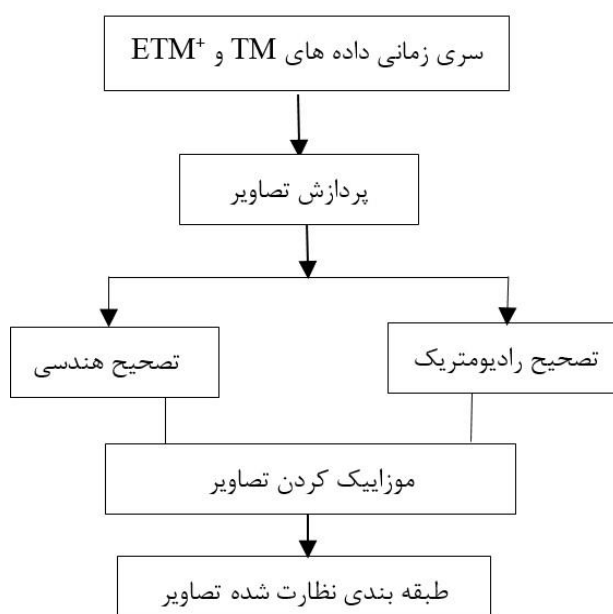 سری زمانی داده های TM و ETM⁺
پردازش تصاویر
تصحیح رادیومتریک
تصحیح هندسی
موزاییک کردن تصاویر
طبقه بندی نظارت شده تصاویر